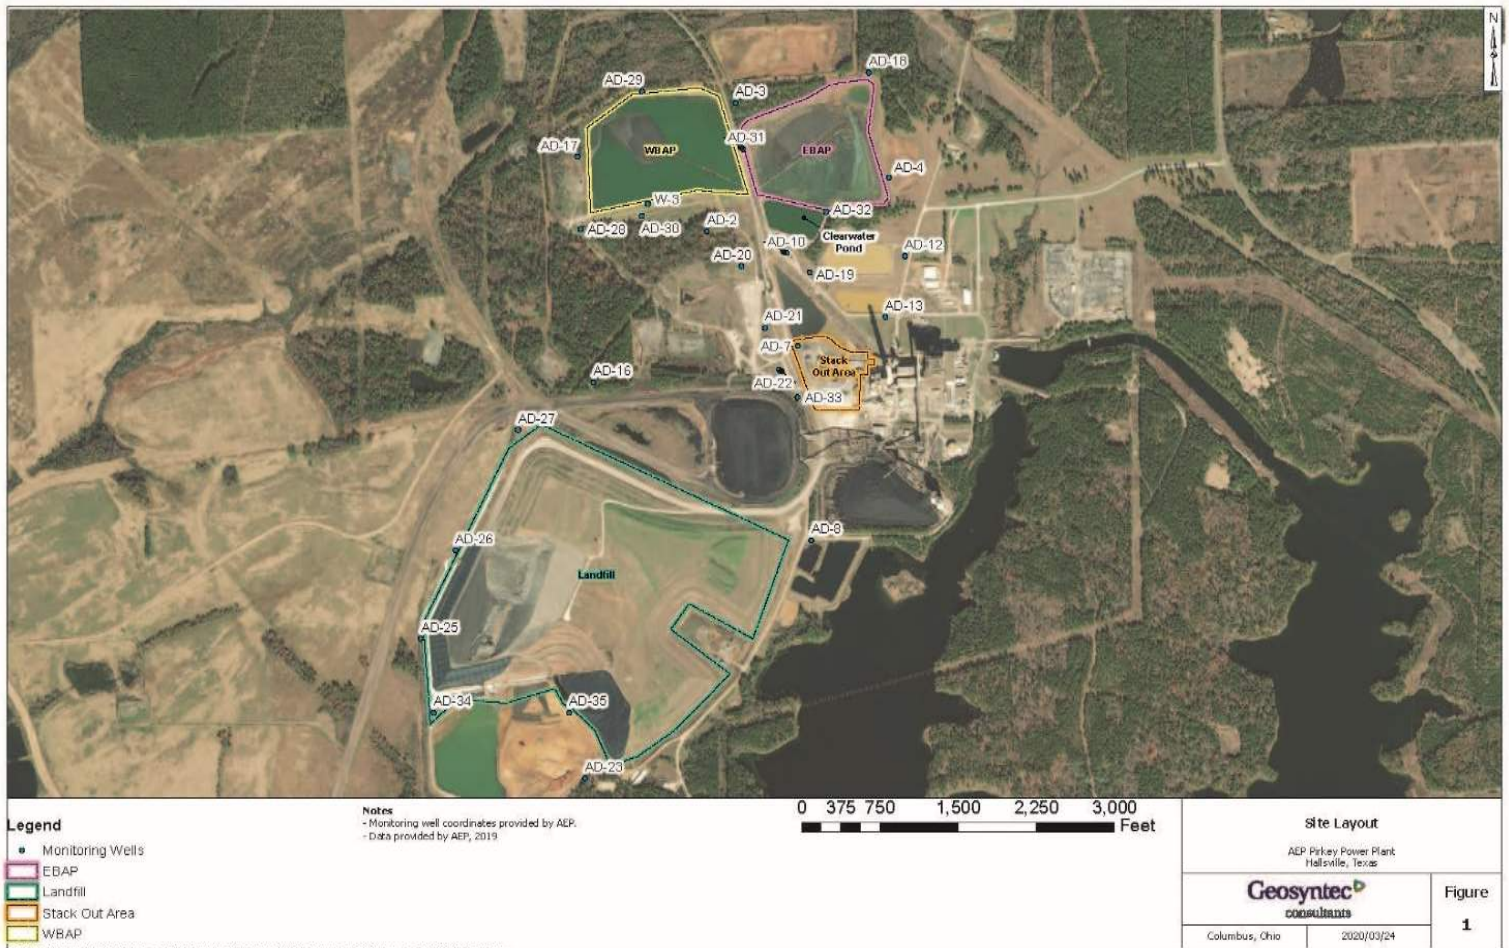 N
AD-18
AD-29
AD-3
AD-31
AD-17
WBAP
EBAP
AD-4
W-3
AD-32
AD-28
AD-30
AD-2
AD-10
Clearwater
Pond
AD-12
AD-20
AD-19
AD-13
AD-21
AD-7
Stack
Out Area
AD-16
AD-22
AD-33
AD-27
AD-8
AD-26
Landfill
AD-25
AD-34
AD-35
AD-23
Legend
Monitoring Wells
EBAP
Landfill
Stack Out Area
WBAP
Notes
- Monitoring well coordinates provided by AEP.
- Data provided by AEP, 2019
0 375 750 1,500 2,250 3,000
Feet
Site Layout
AEP Pirkey Power Plant
Hallsville, Texas
Geosyntec
consultants
Figure
1
Columbus, Ohio
2020/03/24